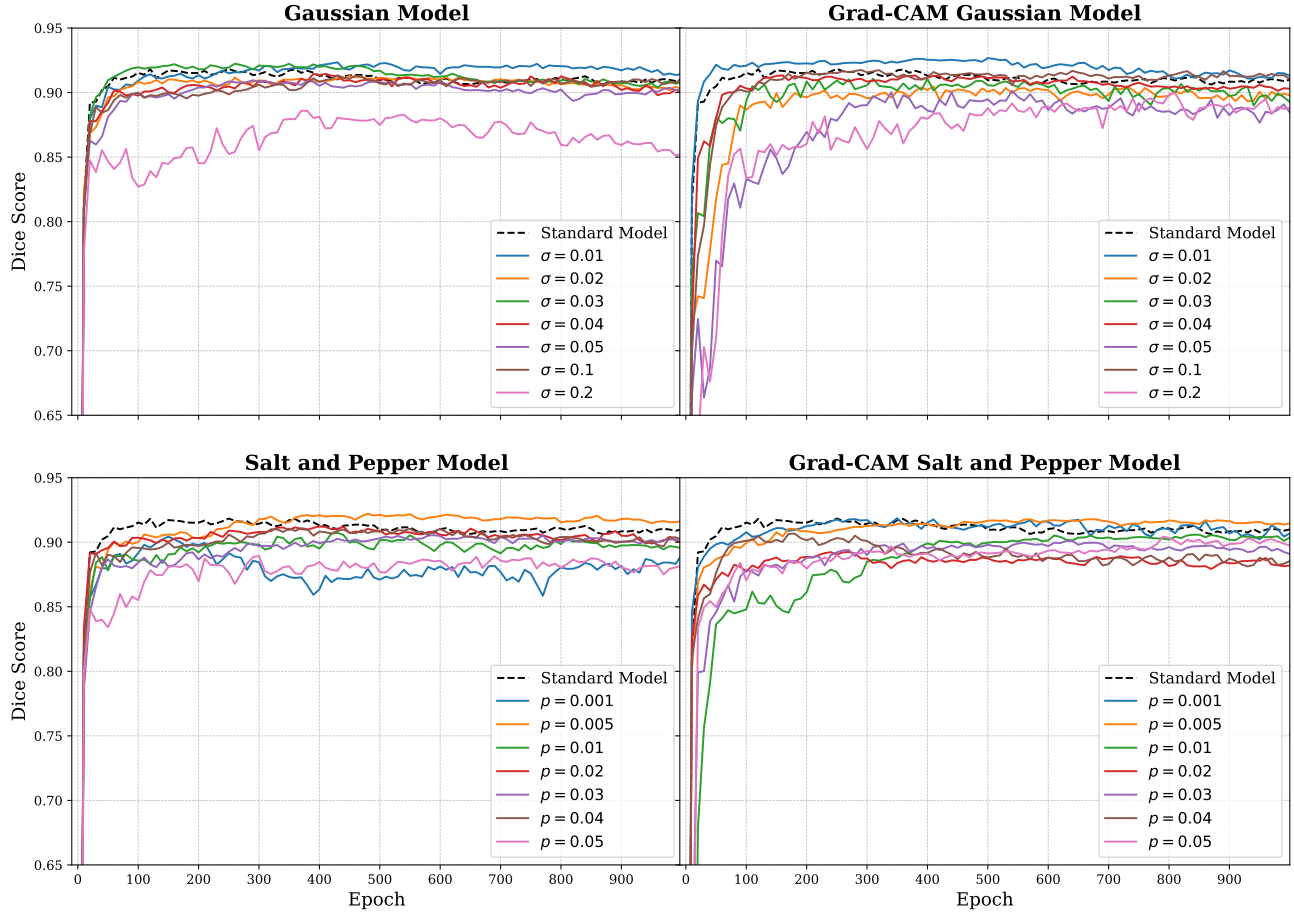 Gaussian Model
Dice Score
0.95
0.90
0.85
0.80
0.75
0.70
0.65
Standard Model
σ = 0.01
σ = 0.02
σ = 0.03
σ = 0.04
σ = 0.05
σ = 0.1
σ = 0.2
Grad-CAM Gaussian Model
Standard Model
σ = 0.01
σ = 0.02
σ = 0.03
σ = 0.04
σ = 0.05
σ = 0.1
σ = 0.2
Salt and Pepper Model
Dice Score
0.95
0.90
0.85
0.80
0.75
0.70
0.65
Standard Model
p = 0.001
p = 0.005
p = 0.01
p = 0.02
p = 0.03
p = 0.04
p = 0.05
0 100 200 300 400 500 600 700 800 900
Epoch
Grad-CAM Salt and Pepper Model
Standard Model
p = 0.001
p = 0.005
p = 0.01
p = 0.02
p = 0.03
p = 0.04
p = 0.05
0 100 200 300 400 500 600 700 800 900
Epoch